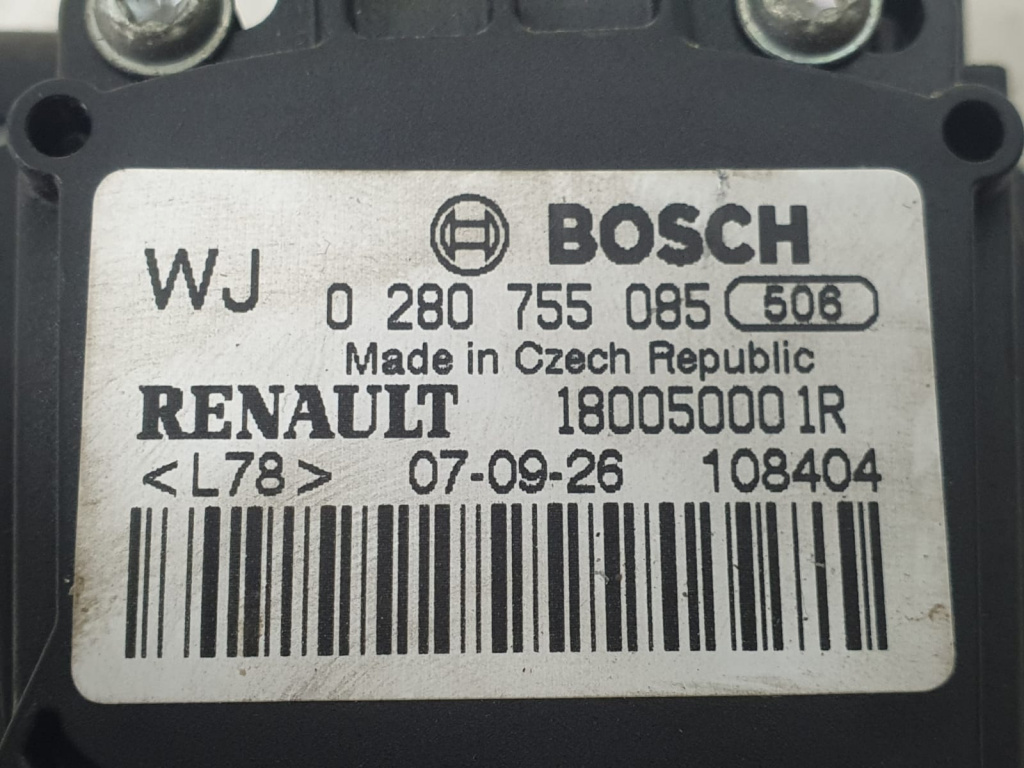 BOSCH
WJ 0 280 755 085 506
Made in Czech Republic
RENAULT 180050001R
<L78> 07-09-26 108404